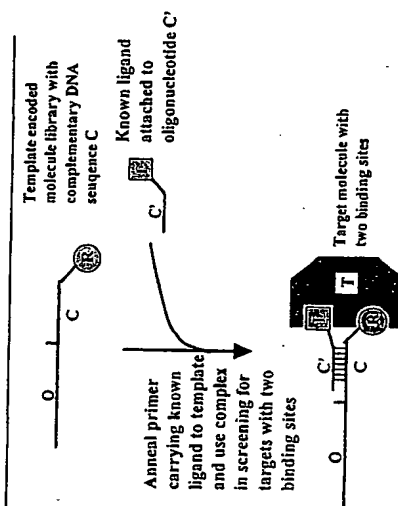 Template encoded
molecule library with
complementary DNA
seuqence C
O
C
R
Known ligand
attached to
oligonucleotide C'
C'
Anneal primer
carrying known
ligand to template
and use complex
in screening for
targets with two
binding sites
O
C'
C
R
T
Target molecule with
two binding sites